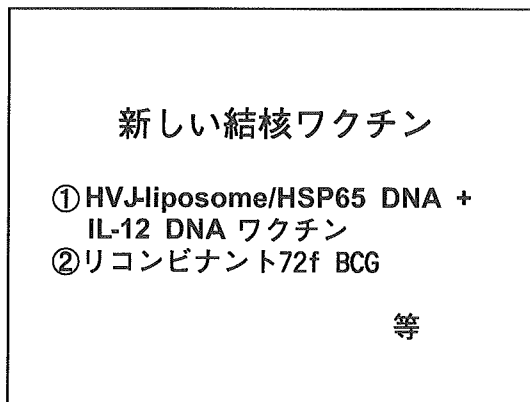 新しい結核ワクチン
①HVJ-liposome/HSP65 DNA +
IL-12 DNA ワクチン
②リコンビナント72f BCG
等